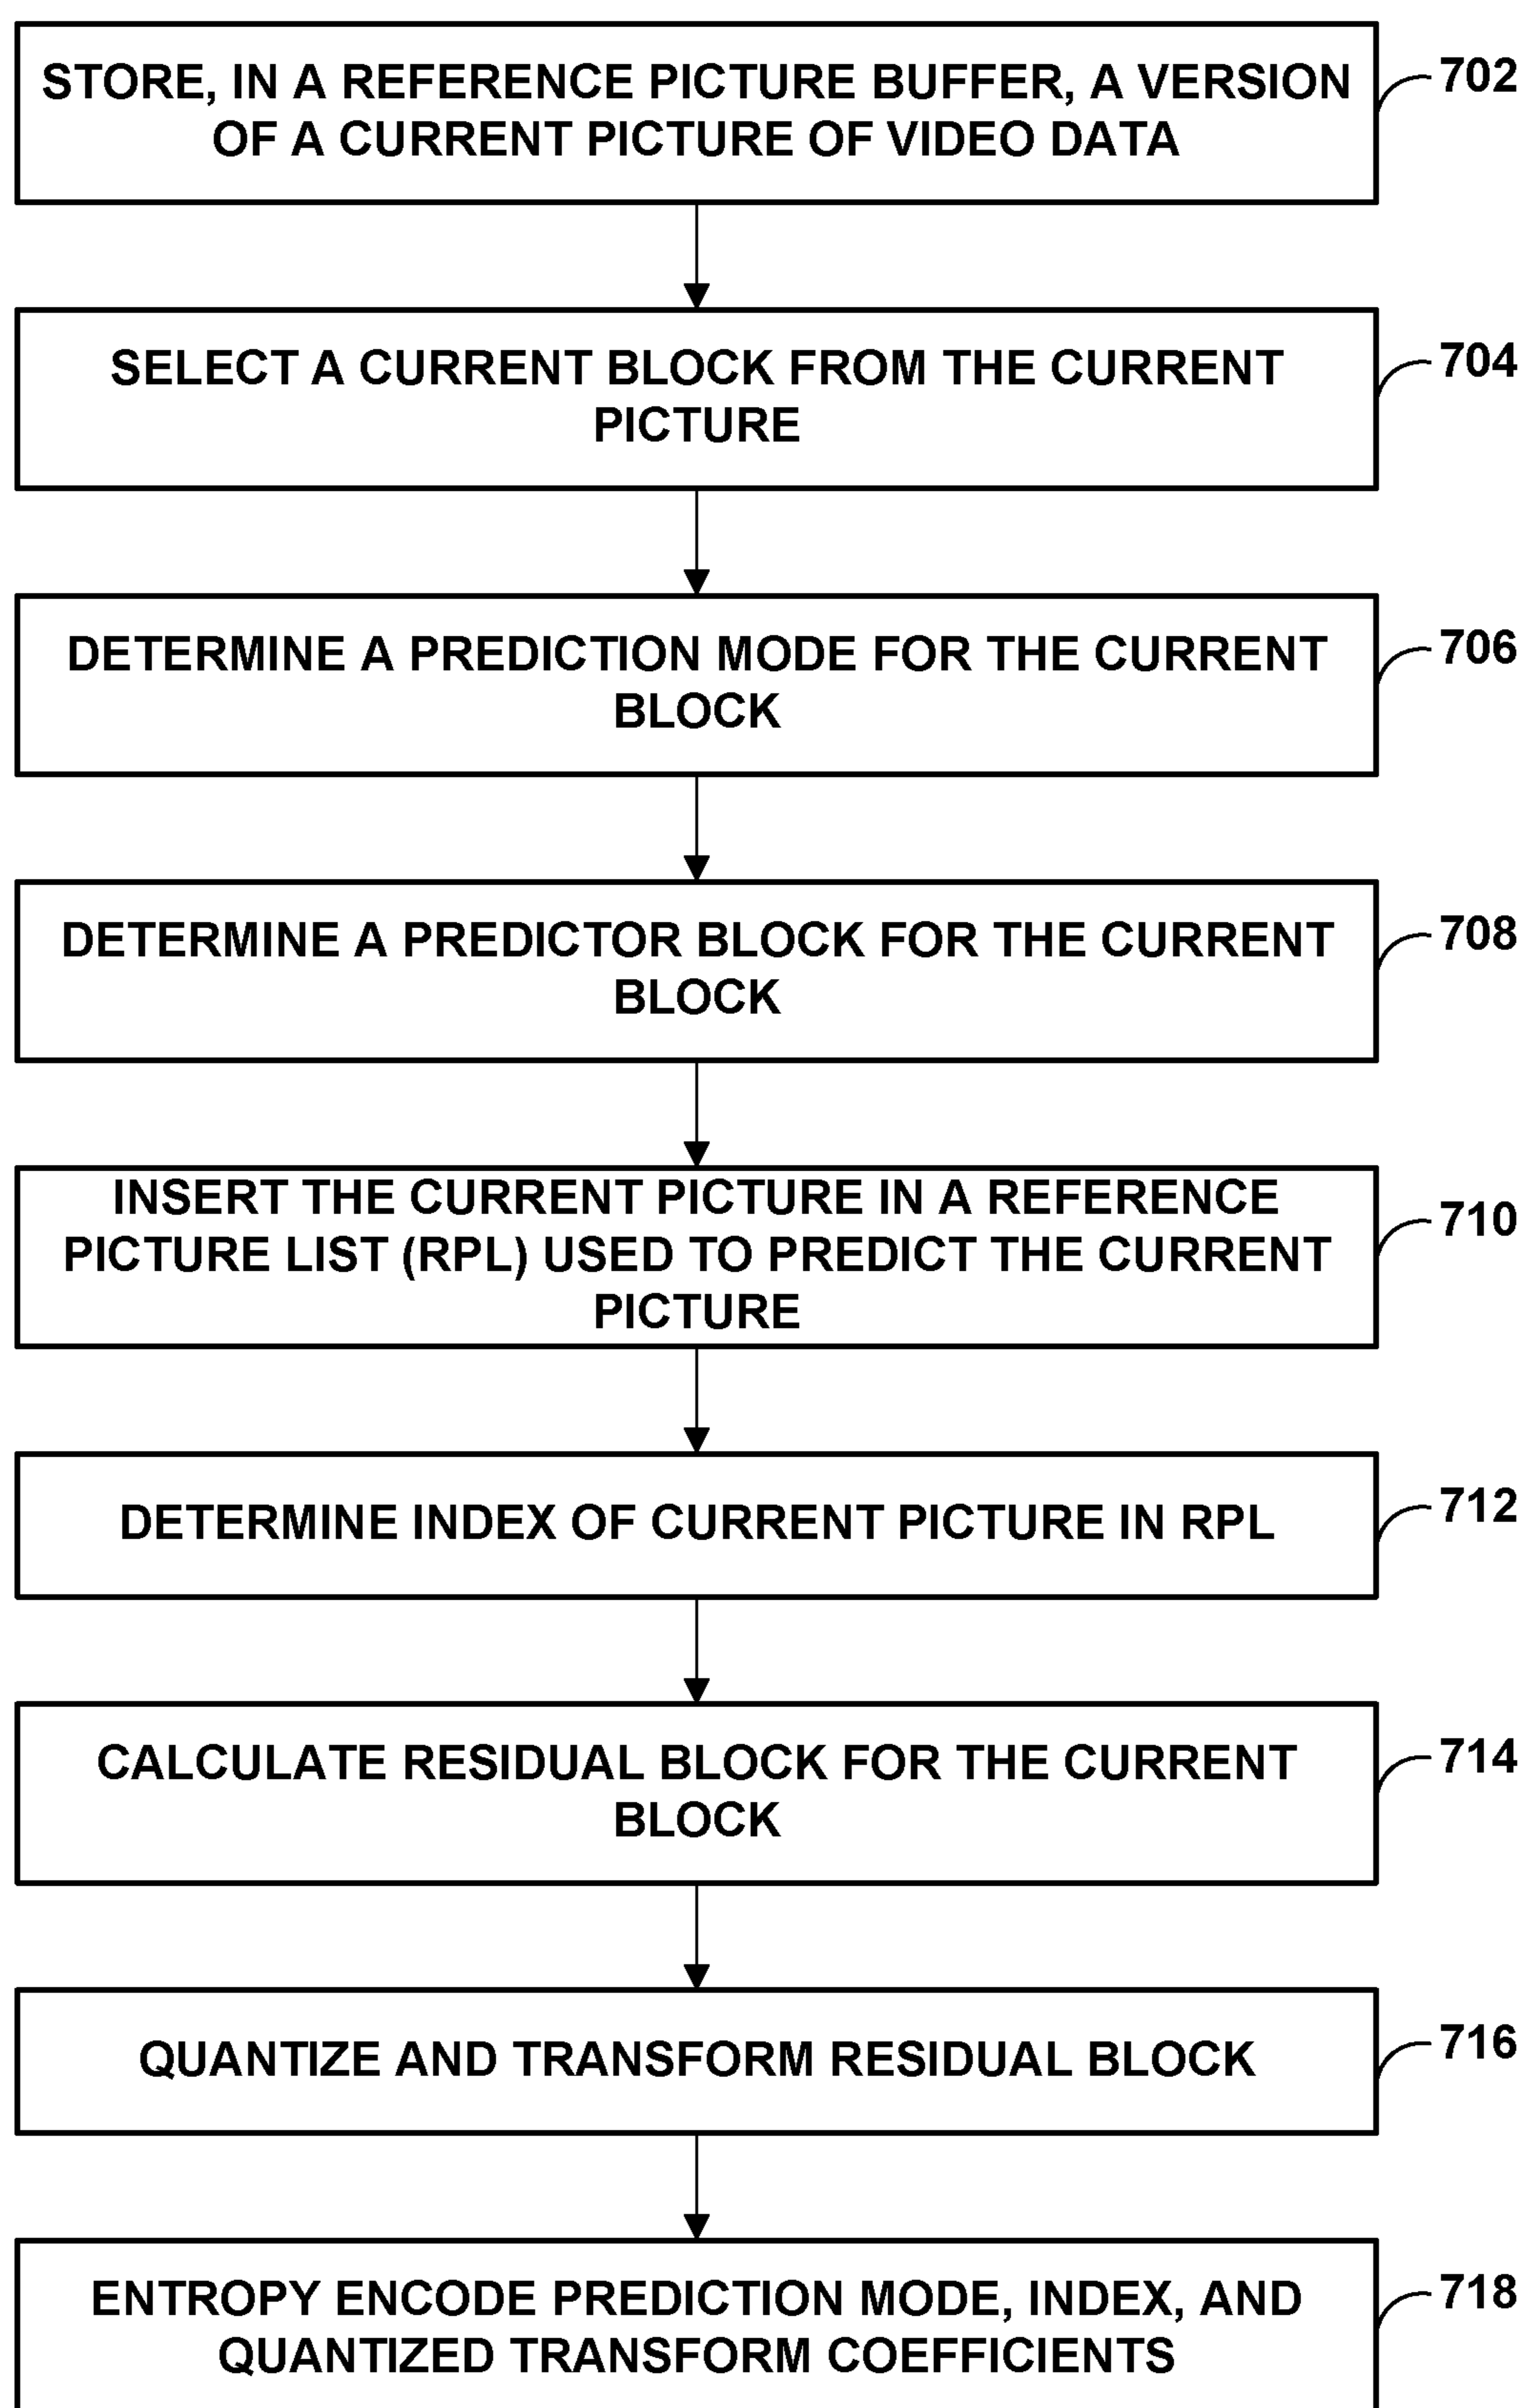 STORE, IN A REFERENCE PICTURE BUFFER, A VERSION
OF A CURRENT PICTURE OF VIDEO DATA
702
SELECT A CURRENT BLOCK FROM THE CURRENT
PICTURE
704
DETERMINE A PREDICTION MODE FOR THE CURRENT
BLOCK
706
DETERMINE A PREDICTOR BLOCK FOR THE CURRENT
BLOCK
708
INSERT THE CURRENT PICTURE IN A REFERENCE
PICTURE LIST (RPL) USED TO PREDICT THE CURRENT
PICTURE
710
DETERMINE INDEX OF CURRENT PICTURE IN RPL
712
CALCULATE RESIDUAL BLOCK FOR THE CURRENT
BLOCK
714
QUANTIZE AND TRANSFORM RESIDUAL BLOCK
716
ENTROPY ENCODE PREDICTION MODE, INDEX, AND
QUANTIZED TRANSFORM COEFFICIENTS
718